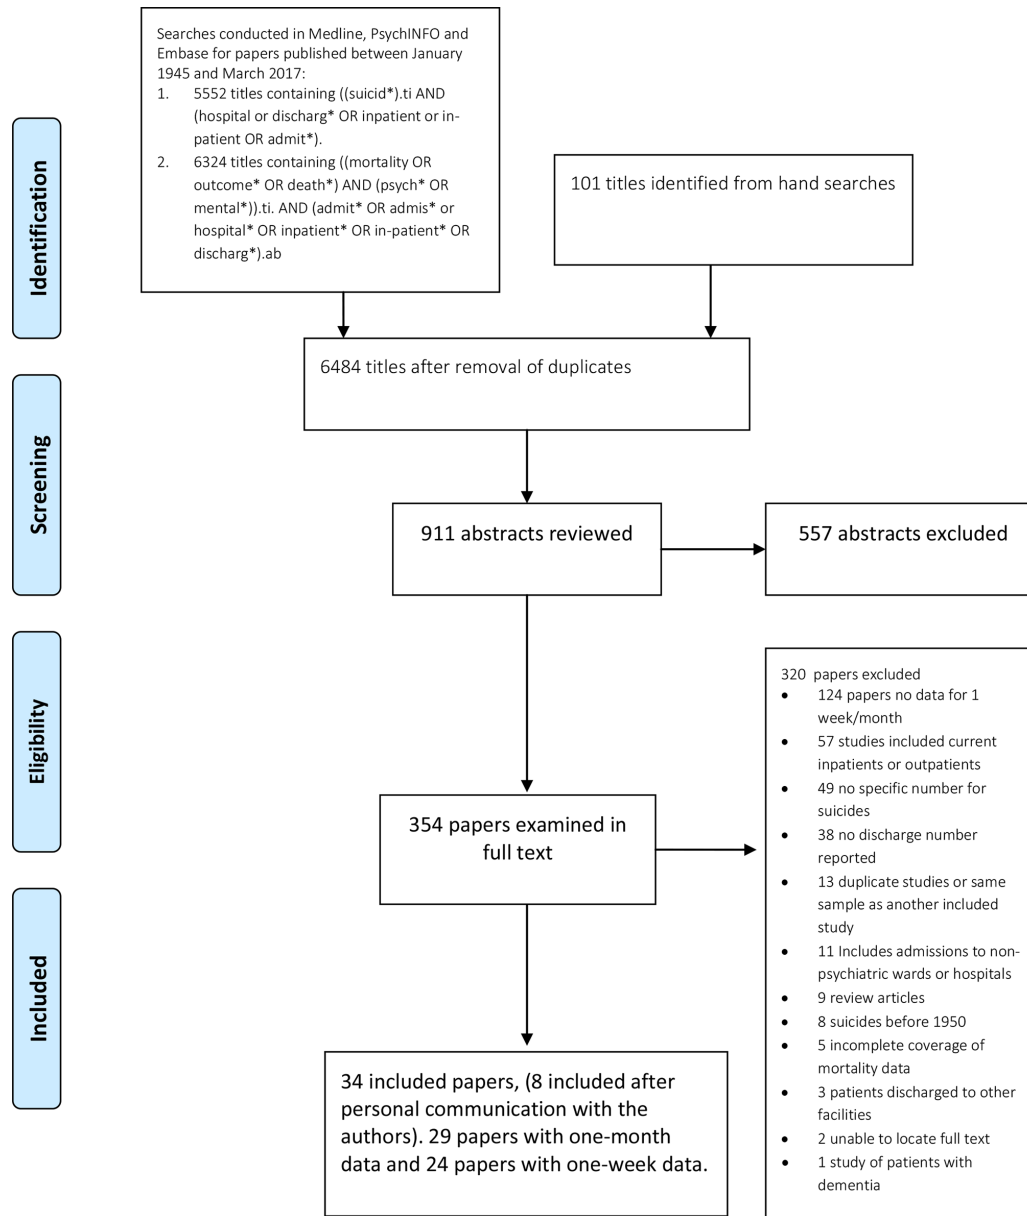 Searches conducted in Medline, PsychINFO and
Embase for papers published between January
1945 and March 2017:
1. 5552 titles containing ((suicid*).ti AND
(hospital or discharg* OR inpatient or in-
patient OR admit*).
2. 6324 titles containing ((mortality OR
outcome* OR death*) AND (psych* OR
mental*)).ti. AND (admit* OR admis* or
hospital* OR inpatient* OR in-patient* OR
discharg*).ab
101 titles identified from hand searches
Identification
6484 titles after removal of duplicates
Screening
911 abstracts reviewed
557 abstracts excluded
Eligibility
354 papers examined in
full text
320 papers excluded
• 124 papers no data for 1
week/month
• 57 studies included current
inpatients or outpatients
• 49 no specific number for
suicides
• 38 no discharge number
reported
• 13 duplicate studies or same
sample as another included
study
• 11 Includes admissions to non-
psychiatric wards or hospitals
• 9 review articles
• 8 suicides before 1950
• 5 incomplete coverage of
mortality data
• 3 patients discharged to other
facilities
• 2 unable to locate full text
• 1 study of patients with
dementia
Included
34 included papers, (8 included after
personal communication with the
authors). 29 papers with one-month
data and 24 papers with one-week data.